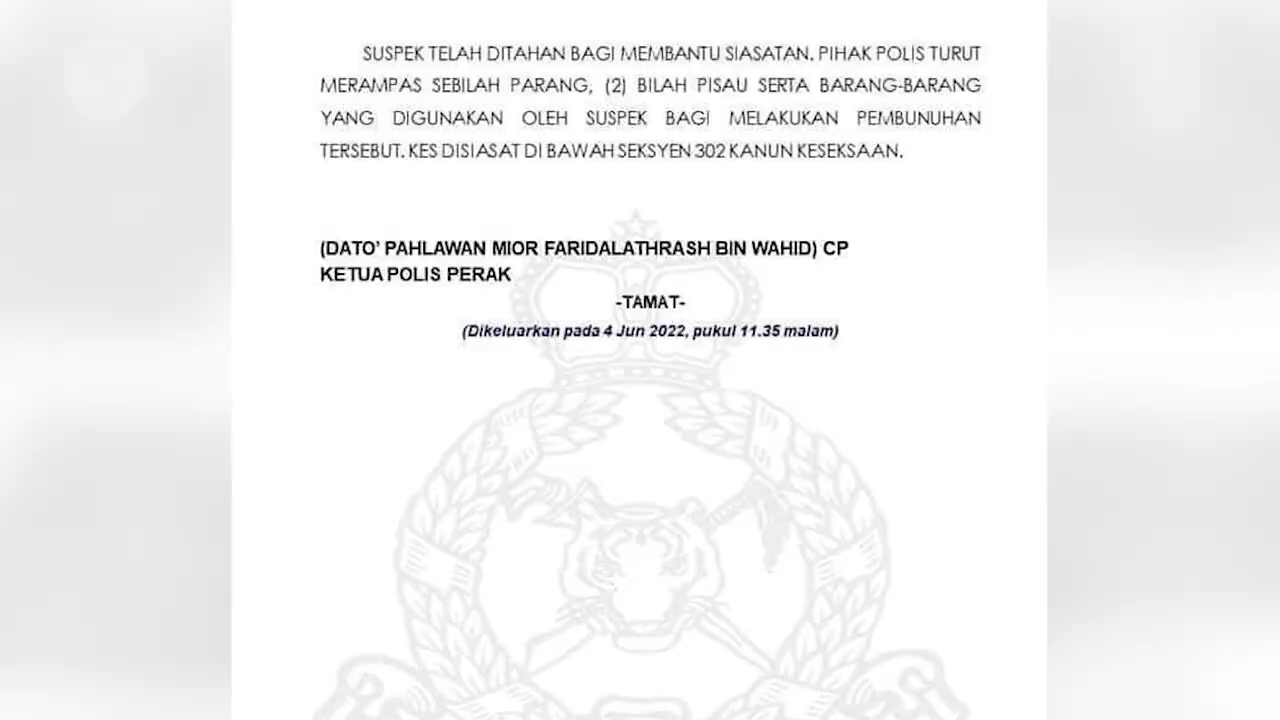 SUSPEK TELAH DITAHAN BAGI MEMBANTU SIASATAN. PIHAK POLIS TURUT
MERAMPAS SEBILAH PARANG, (2) BILAH PISAU SERTA BARANG-BARANG
YANG DIGUNAKAN OLEH SUSPEK BAGI MELAKUKAN PEMBUNUHAN
TERSEBUT. KES DISIASAT DI BAWAH SEKSYEN 302 KANUN KESEKSAAN.
(DATO’ PAHLAWAN MIOR FARIDALATHRASH BIN WAHID) CP
KETUA POLIS PERAK
-TAMAT-
(Dikeluarkan pada 4 Jun 2022, pukul 11.35 malam)